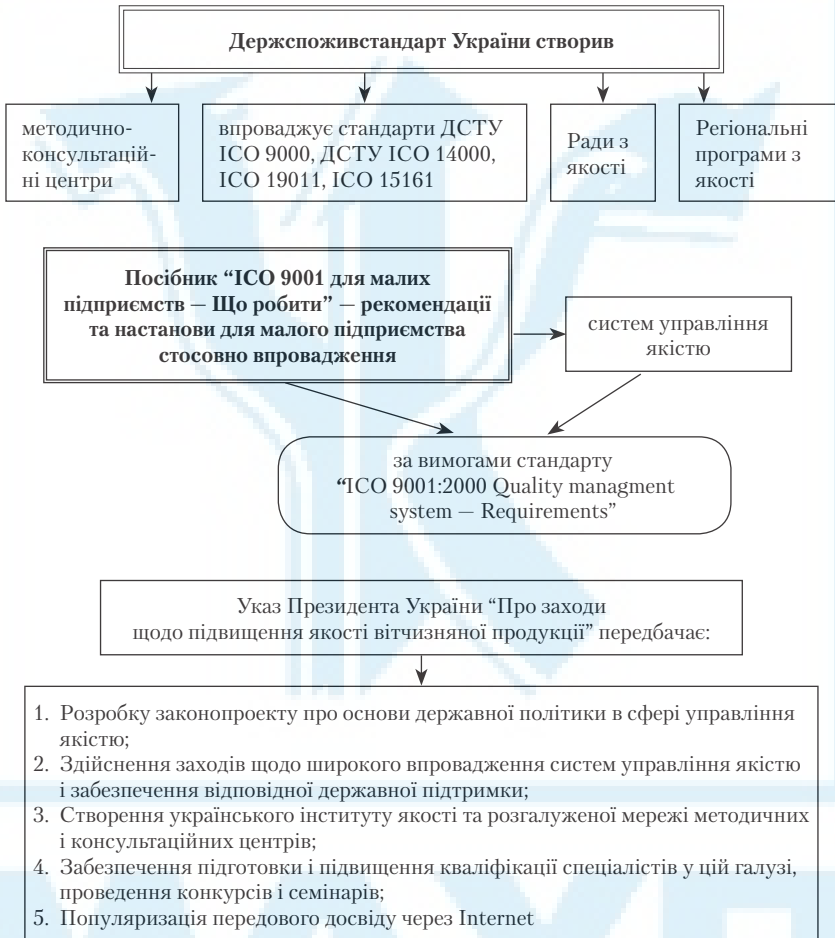 Держспоживстандарт України створив
методично-
консультацій-
ні центри
впроваджує стандарти ДСТУ
ІСО 9000, ДСТУ ІСО 14000,
ІСО 19011, ІСО 15161
Ради з
якості
Регіональні
програми з
якості
Посібник “ІСО 9001 для малих
підприємств — Що робити” — рекомендації
та настанови для малого підприємства
стосовно впровадження
систем управління
якістю
за вимогами стандарту
“ІСО 9001:2000 Quality managment
system — Requirements”
Указ Президента України “Про заходи
щодо підвищення якості вітчизняної продукції” передбачає:
1. Розробку законопроекту про основи державної політики в сфері управління
якістю;
2. Здійснення заходів щодо широкого впровадження систем управління якістю
і забезпечення відповідної державної підтримки;
3. Створення українського інституту якості та розгалуженої мережі методичних
і консультаційних центрів;
4. Забезпечення підготовки і підвищення кваліфікації спеціалістів у цій галузі,
проведення конкурсів і семінарів;
5. Популяризація передового досвіду через Internet